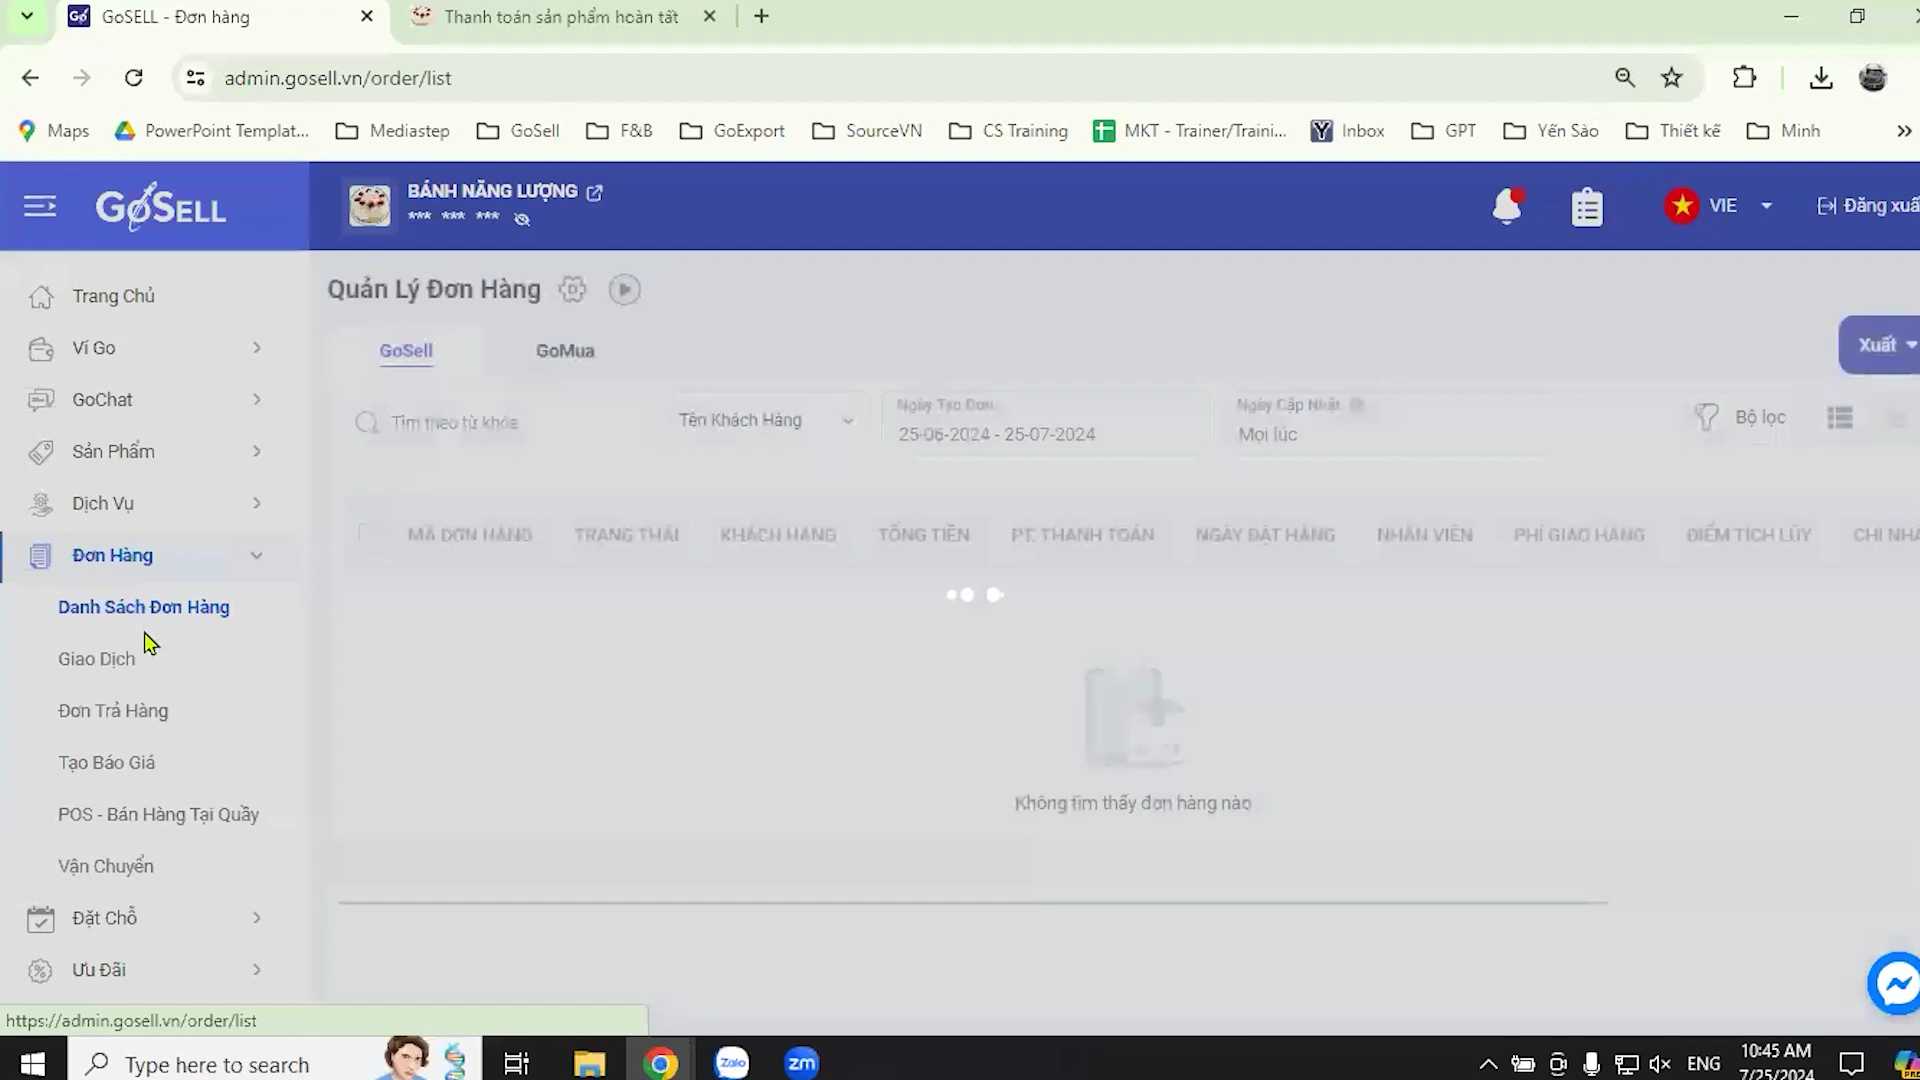 GoSELL - Đơn hàng
Thanh toán sản phẩm hoàn tất
admin.gosell.vn/order/list
Maps
PowerPoint Templat...
Mediastep
GoSell
F&B
GoExport
SourceVN
CS Training
MKT - Trainer/Traini...
Inbox
GPT
Yến Sào
Thiết kế
Minh
GoSELL
BÁNH NĂNG LƯỢNG
*** *** ***
VIE
Đăng xuấ
Trang Chủ
Ví Go
GoChat
Sản Phẩm
Dịch Vụ
Đơn Hàng
Danh Sách Đơn Hàng
Giao Dịch
Đơn Trả Hàng
Tạo Báo Giá
POS - Bán Hàng Tại Quầy
Vận Chuyển
Đặt Chỗ
Ưu Đãi
Quản Lý Đơn Hàng
GoSell
GoMua
Xuất
Tìm theo từ khóa
Tên Khách Hàng
Ngày Tạo Đơn
25-06-2024 - 25-07-2024
Ngày Cập Nhật
Mọi lúc
Bộ lọc
MÃ ĐƠN HÀNG
TRẠNG THÁI
KHÁCH HÀNG
TỔNG TIỀN
PT. THANH TOÁN
NGÀY ĐẶT HÀNG
NHÂN VIÊN
PHÍ GIAO HÀNG
ĐIỂM TÍCH LŨY
CHI NHÁ
Không tìm thấy đơn hàng nào
https://admin.gosell.vn/order/list
Type here to search
Zalo
zm
ENG
10:45 AM
7/25/2024
PRE